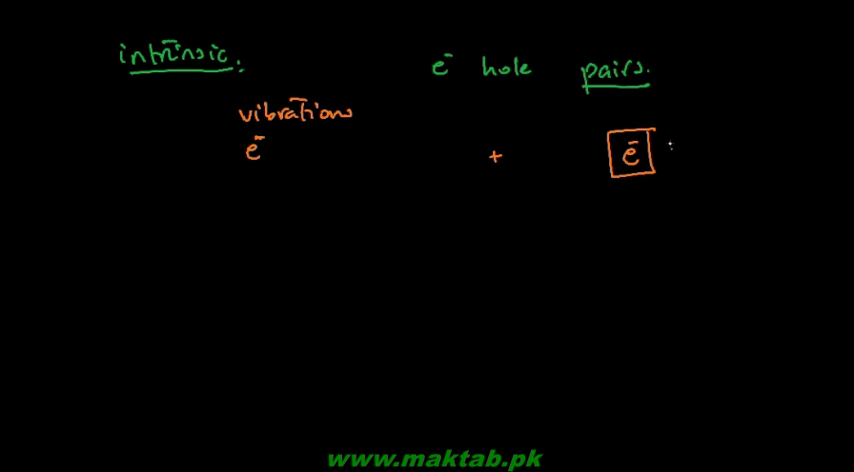 intrinsic. e⁻ hole pairs.
vibrations
e⁻ + e⁻
www.maktab.pk